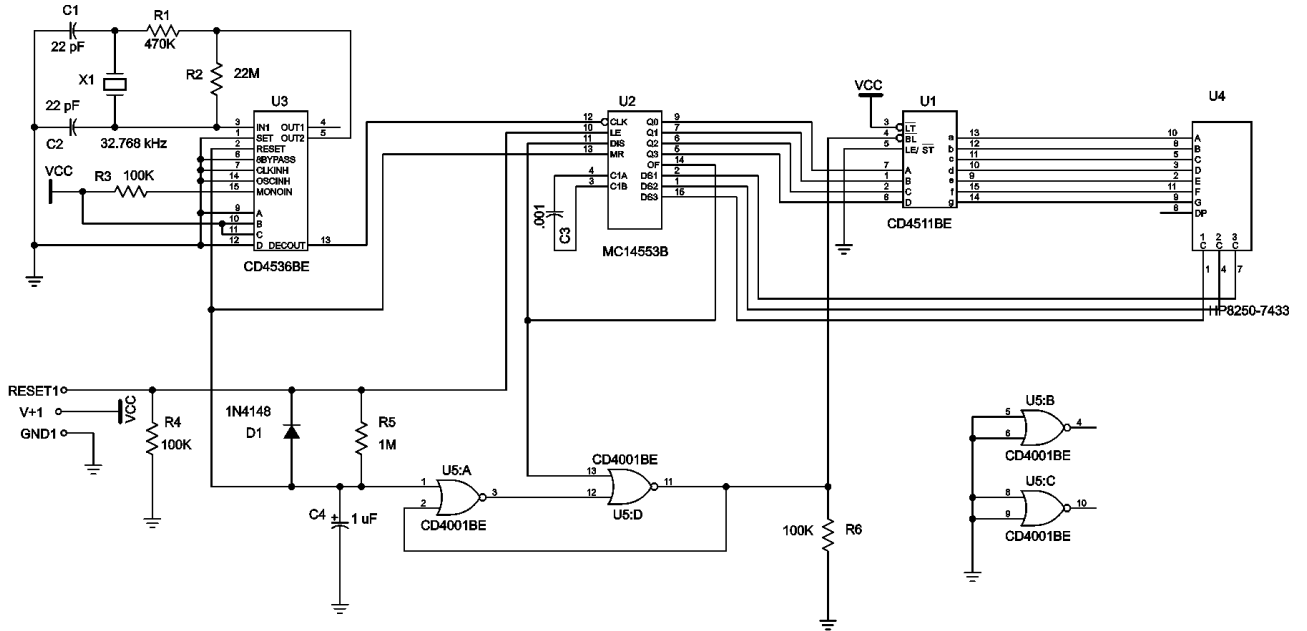 C1
22 pF
R1
470K
X1
R2
22M
22 pF
C2
32.768 kHz
VCC
R3
100K
U3
3 IN1 OUT1 4
1 SET OUT2 5
2 RESET
6 8BYPASS
7 CLKINH
14 OSCINH
15 MONOIN
9 A
10 B
11 C
12 D DECOUT 13
CD4536BE
U2
12 CLK Q0 9
10 LE Q1 7
11 DIS Q2 6
13 MR Q3 5
OF 14
4 C1A DS1 2
3 C1B DS2 1
DS3 15
MC14553B
.001
C3
VCC
U1
3 LT
4 BL
5 LE/ ST
a 13
b 12
c 11
d 10
e 9
f 15
g 14
7 A
1 B
2 C
6 D
CD4511BE
U4
10 A
8 B
5 C
3 D
2 E
11 F
9 G
6 DP
1 2 3
C C C
1 4 7
HP8250-7433
RESET1
V+1
VCC
GND1
R4
100K
1N4148
D1
R5
1M
C4
+
1 uF
U5:A
1
2
3
CD4001BE
CD4001BE
13
12
11
U5:D
100K
R6
U5:B
5
6
4
CD4001BE
U5:C
8
9
10
CD4001BE